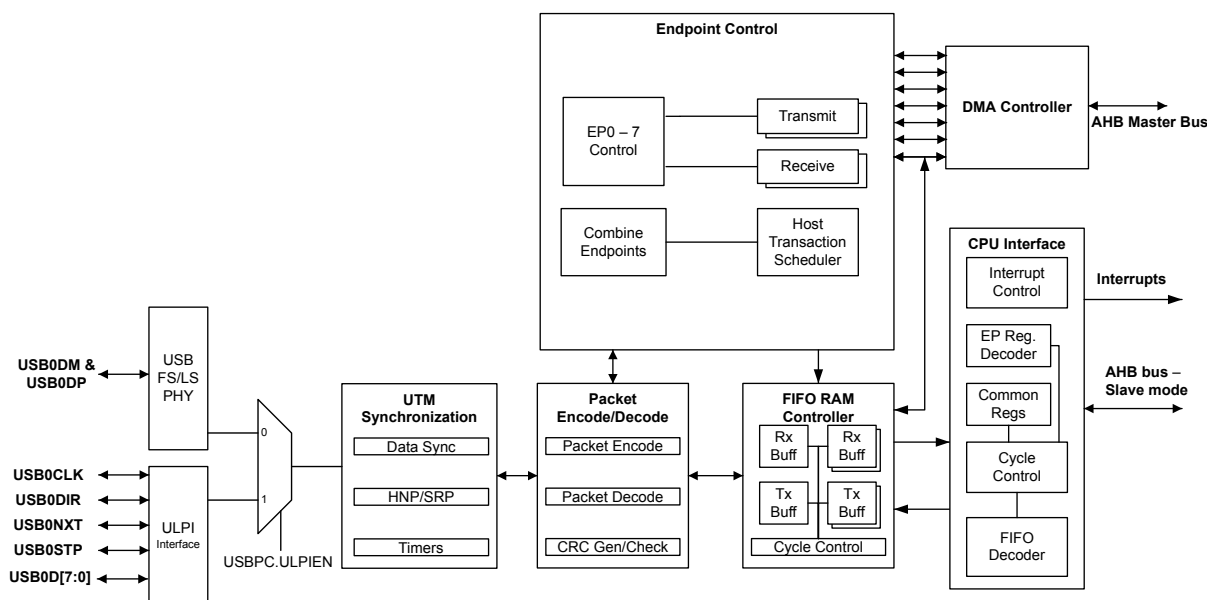 Endpoint Control
EP0 – 7
Control
Transmit
Receive
Combine
Endpoints
Host
Transaction
Scheduler
DMA Controller
AHB Master Bus
CPU Interface
Interrupt
Control
EP Reg.
Decoder
Common
Regs
Cycle
Control
FIFO
Decoder
Interrupts
AHB bus –
Slave mode
USB0DM &
USB0DP
USB
FS/LS
PHY
USB0CLK
USB0DIR
USB0NXT
USB0STP
USB0D[7:0]
ULPI
Interface
0
1
USBPC.ULPIEN
UTM
Synchronization
Data Sync
HNP/SRP
Timers
Packet
Encode/Decode
Packet Encode
Packet Decode
CRC Gen/Check
FIFO RAM
Controller
Rx
Buff
Rx
Buff
Tx
Buff
Tx
Buff
Cycle Control